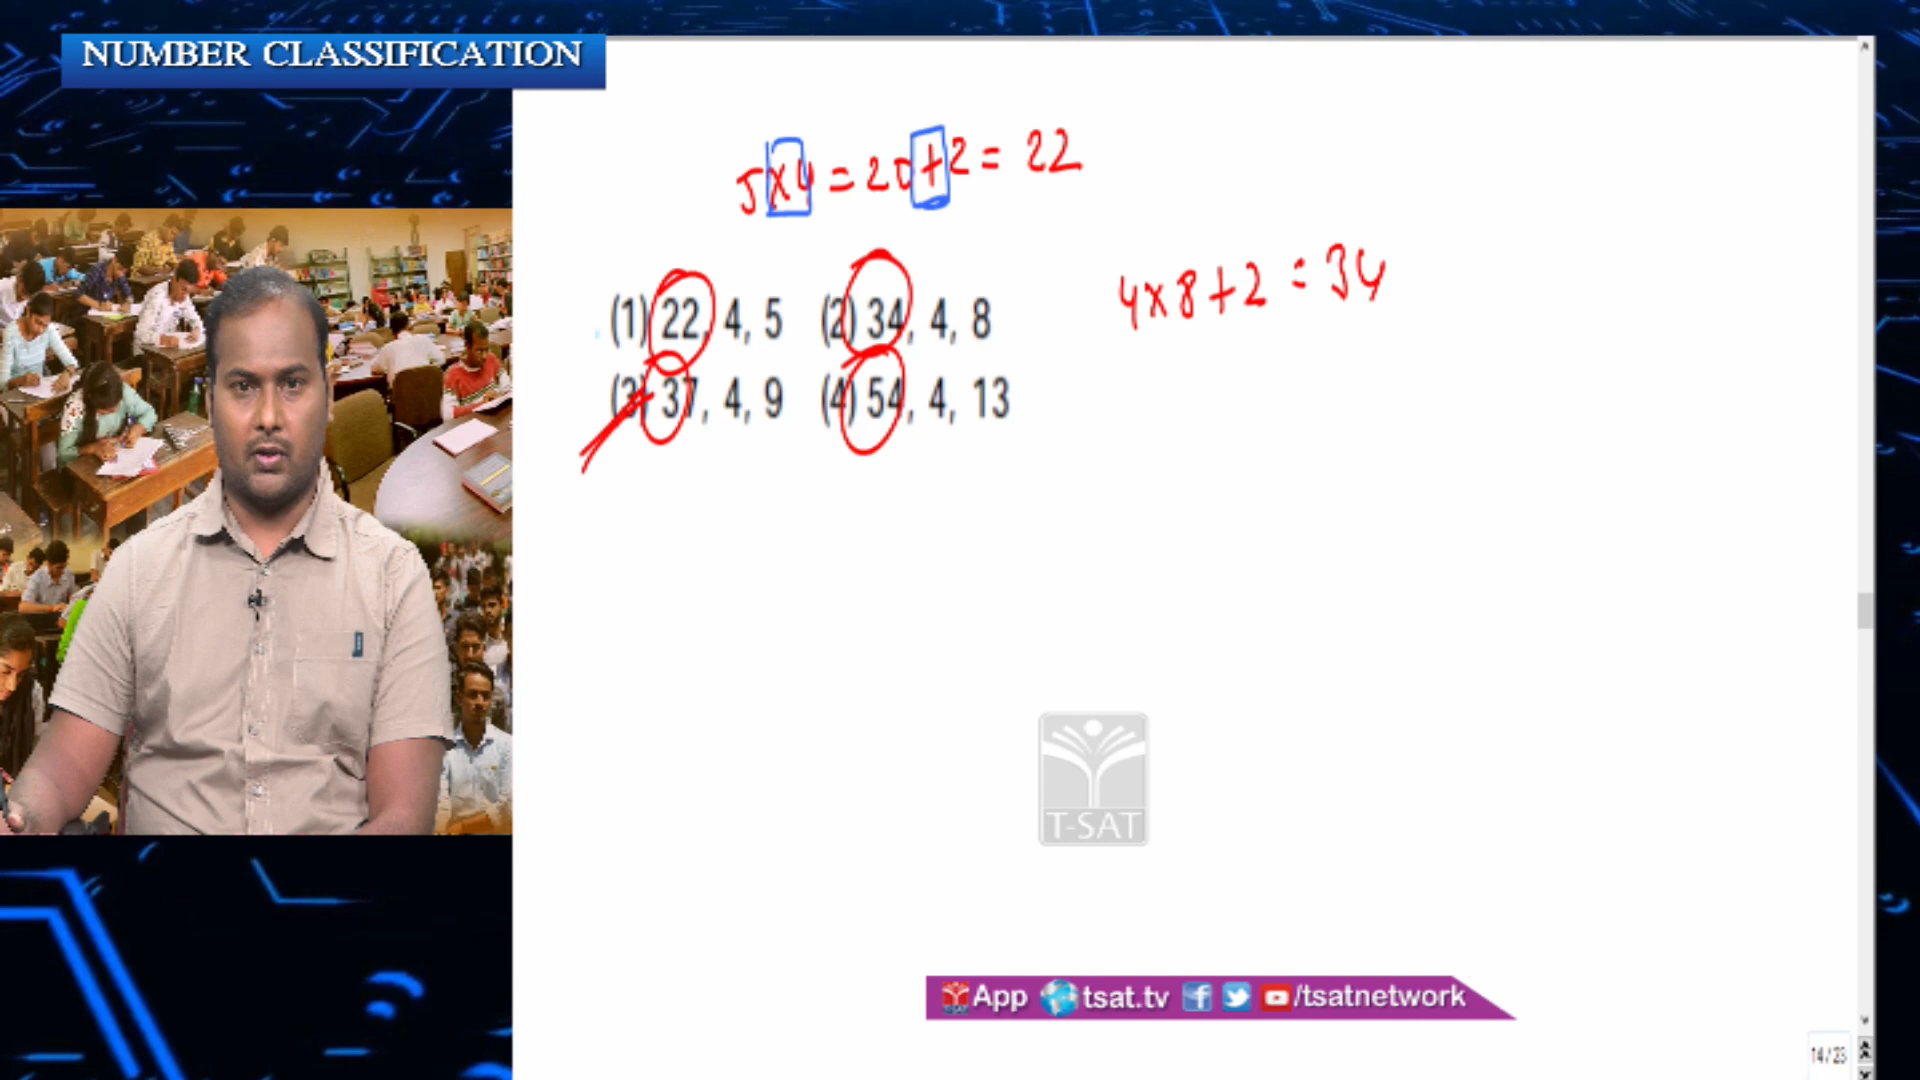 NUMBER CLASSIFICATION
5x4 = 20+2 = 22
4x8+2 = 34
(1) 22, 4, 5 (2) 34, 4, 8
(3) 37, 4, 9 (4) 54, 4, 13
T-SAT
App tsat.tv /tsatnetwork
14 / 23